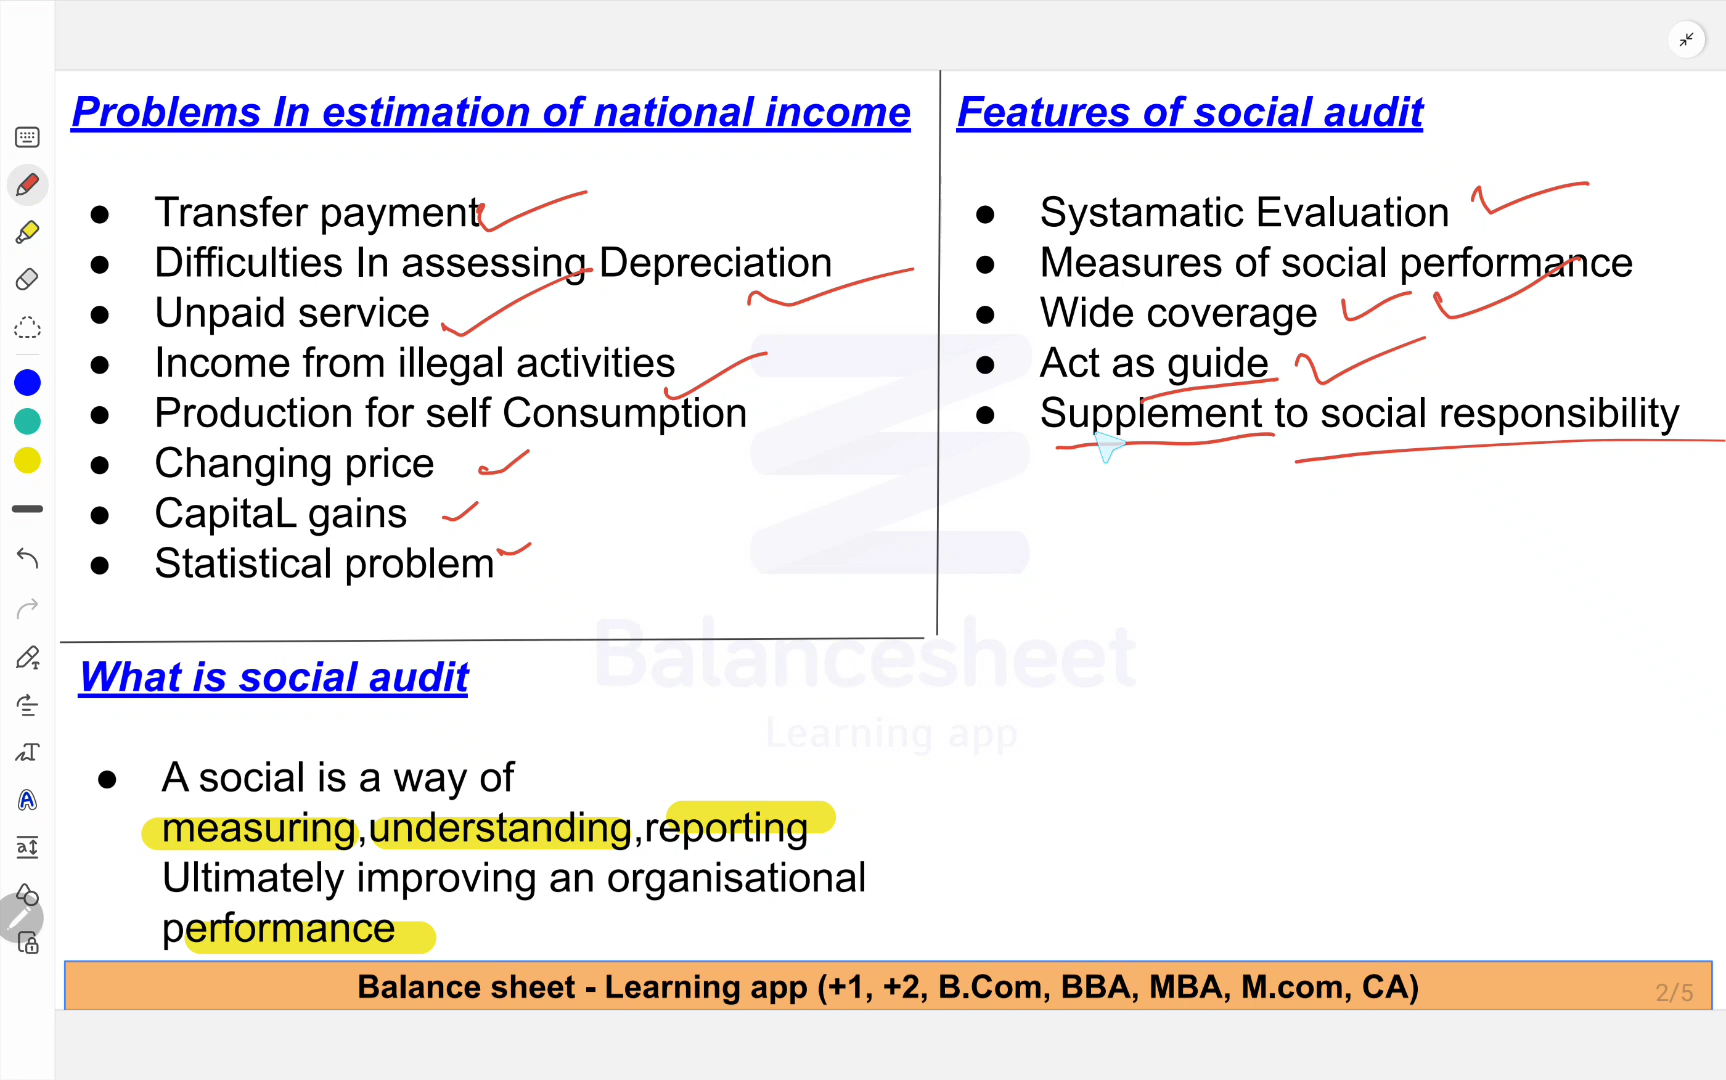 Problems In estimation of national income
Transfer payment
Difficulties In assessing Depreciation
Unpaid service
Income from illegal activities
Production for self Consumption
Changing price
CapitaL gains
Statistical problem
Features of social audit
Systamatic Evaluation
Measures of social performance
Wide coverage
Act as guide
Supplement to social responsibility
What is social audit
A social is a way of
measuring,understanding,reporting
Ultimately improving an organisational
performance
Balancesheet
Learning app
Balance sheet - Learning app (+1, +2, B.Com, BBA, MBA, M.com, CA)
2/5